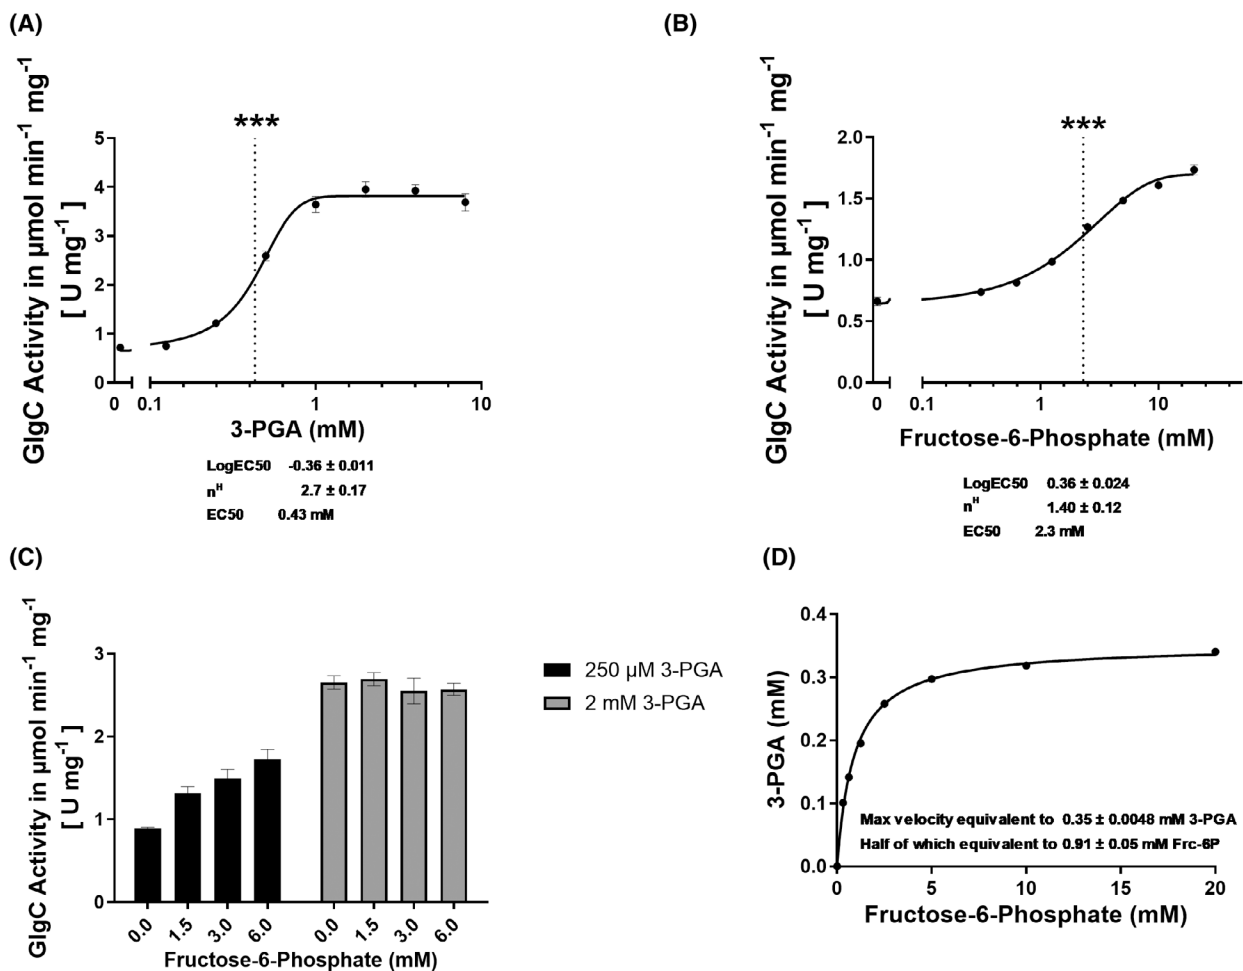 (A)
GlgC Activity in µmol min⁻¹ mg⁻¹
[ U mg⁻¹ ]
***
5
4
3
2
1
0
0 0.1 1 10
3-PGA (mM)
LogEC50 -0.36 ± 0.011
nᴴ 2.7 ± 0.17
EC50 0.43 mM
(B)
GlgC Activity in µmol min⁻¹ mg⁻¹
[ U mg⁻¹ ]
***
2.0
1.5
1.0
0.5
0.0
0 0.1 1 10
Fructose-6-Phosphate (mM)
LogEC50 0.36 ± 0.024
nᴴ 1.40 ± 0.12
EC50 2.3 mM
(C)
GlgC Activity in µmol min⁻¹ mg⁻¹
[ U mg⁻¹ ]
3
2
1
0
0.0 1.5 3.0 6.0 0.0 1.5 3.0 6.0
Fructose-6-Phosphate (mM)
250 µM 3-PGA
2 mM 3-PGA
(D)
3-PGA (mM)
0.4
0.3
0.2
0.1
0.0
Max velocity equivalent to 0.35 ± 0.0048 mM 3-PGA
Half of which equivalent to 0.91 ± 0.05 mM Frc-6P
0 5 10 15 20
Fructose-6-Phosphate (mM)